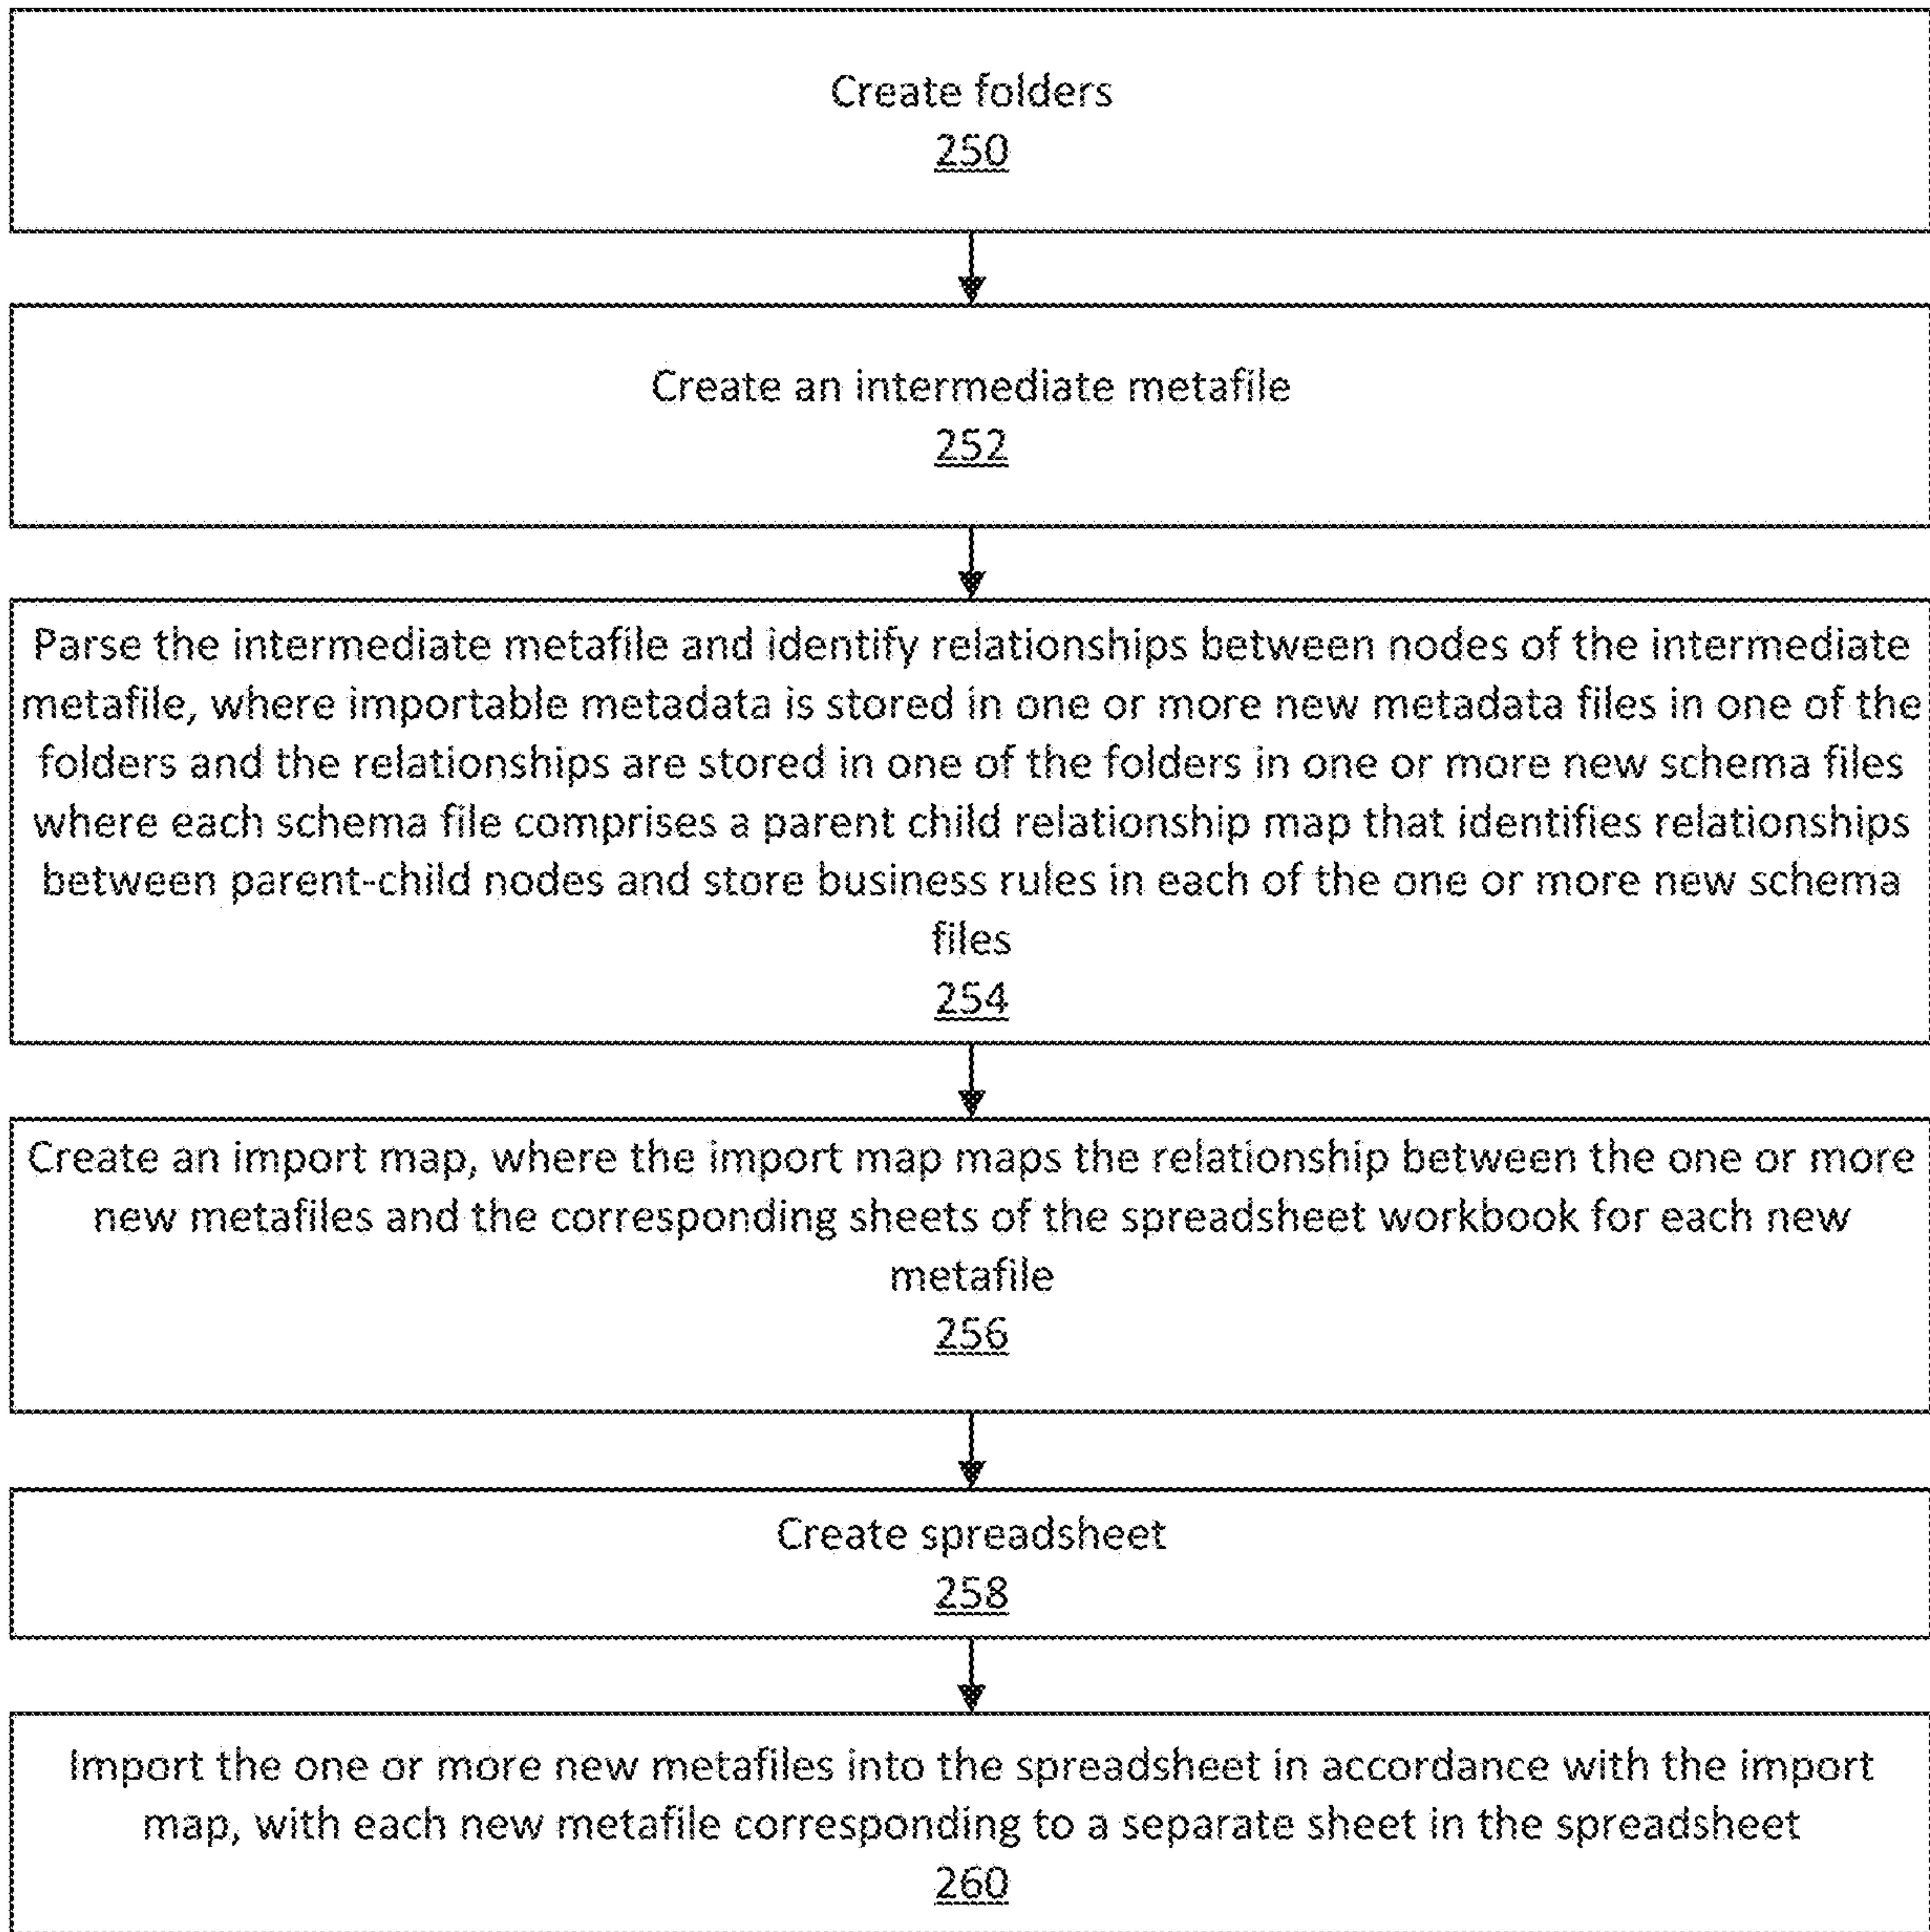 Create folders
250
Create an intermediate metafile
252
Parse the intermediate metafile and identify relationships between nodes of the intermediate
metafile, where importable metadata is stored in one or more new metadata files in one of the
folders and the relationships are stored in one of the folders in one or more new schema files
where each schema file comprises a parent child relationship map that identifies relationships
between parent-child nodes and store business rules in each of the one or more new schema
files
254
Create an import map, where the import map maps the relationship between the one or more
new metafiles and the corresponding sheets of the spreadsheet workbook for each new
metafile
256
Create spreadsheet
258
Import the one or more new metafiles into the spreadsheet in accordance with the import
map, with each new metafile corresponding to a separate sheet in the spreadsheet
260